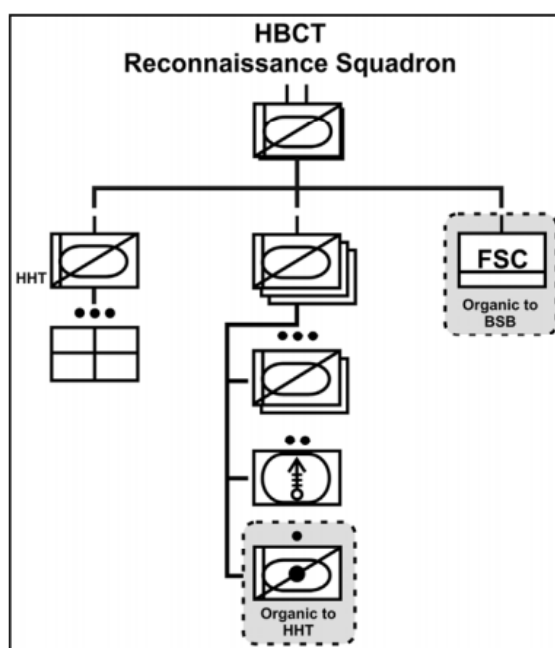 HBCT
Reconnaissance Squadron
HHT
FSC
Organic to
BSB
Organic to
HHT